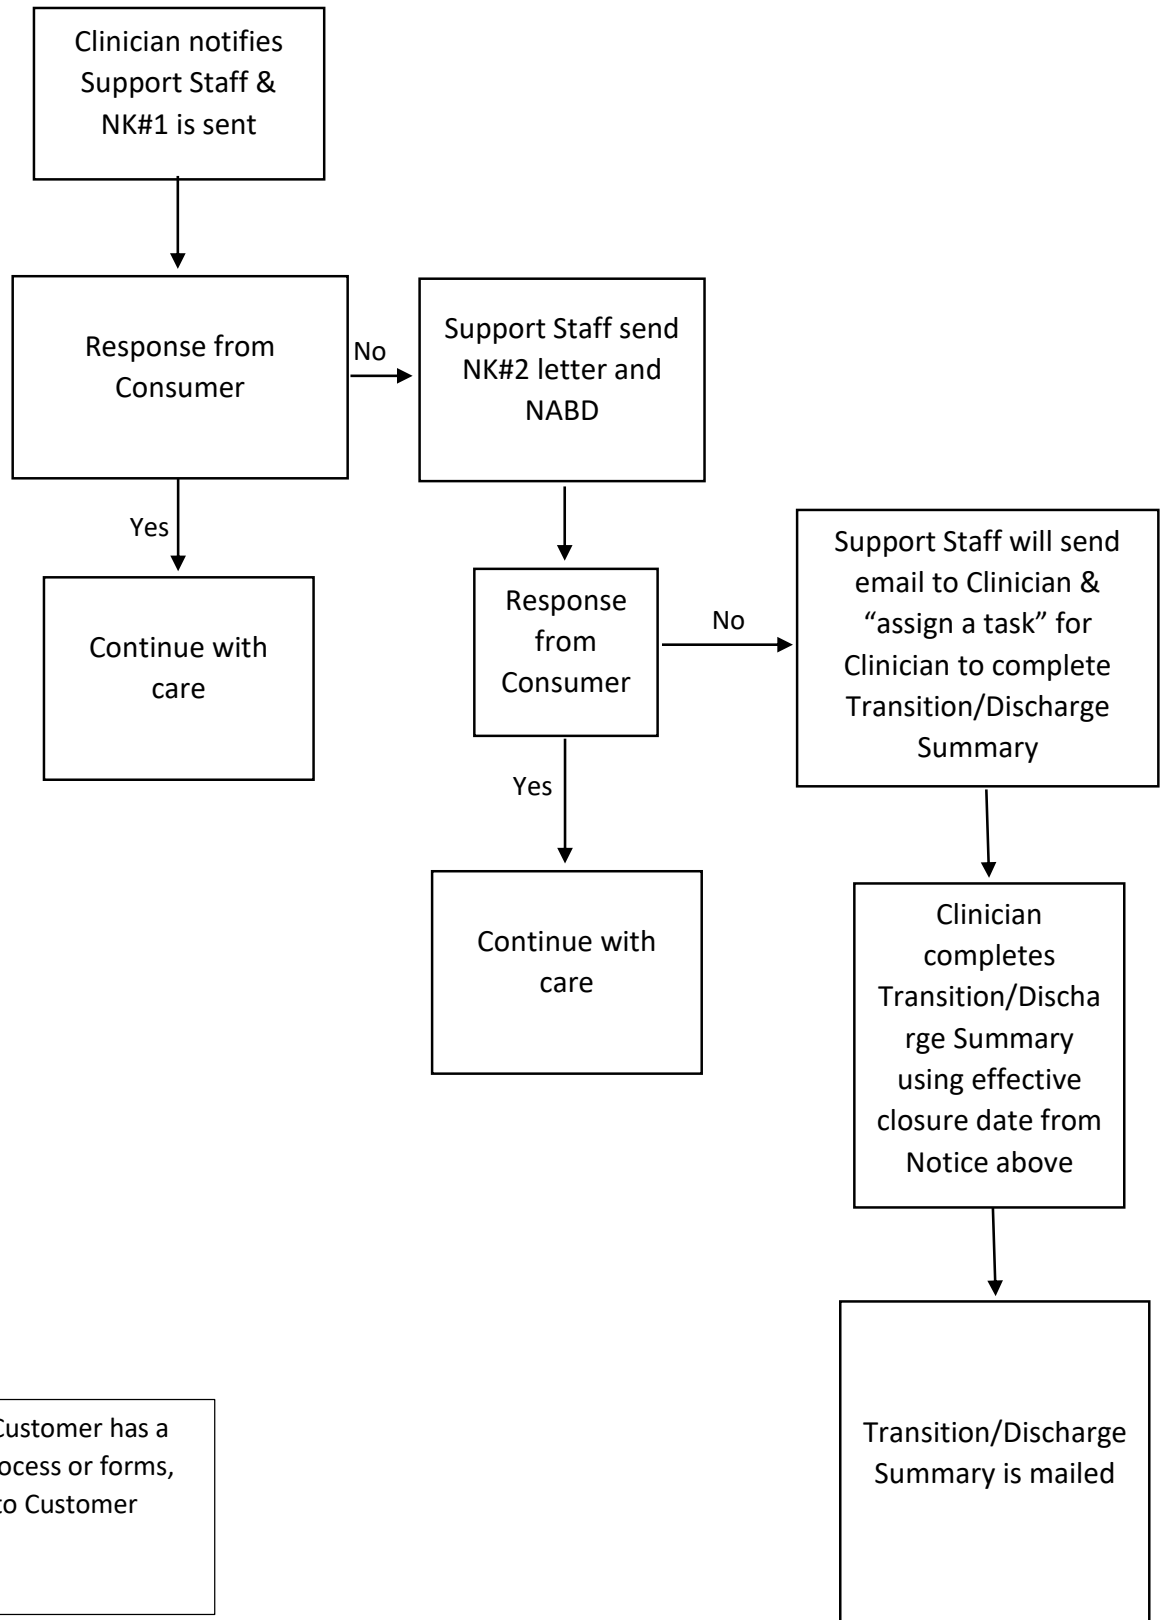 Clinician notifies
Support Staff &
NK#1 is sent
Response from
Consumer
No
Support Staff send
NK#2 letter and
NABD
Yes
Continue with
care
Response
from
Consumer
No
Support Staff will send
email to Clinician &
“assign a task” for
Clinician to complete
Transition/Discharge
Summary
Yes
Continue with
care
Clinician
completes
Transition/Discha
rge Summary
using effective
closure date from
Notice above
Transition/Discharge
Summary is mailed
Customer has a
ocess or forms,
to Customer